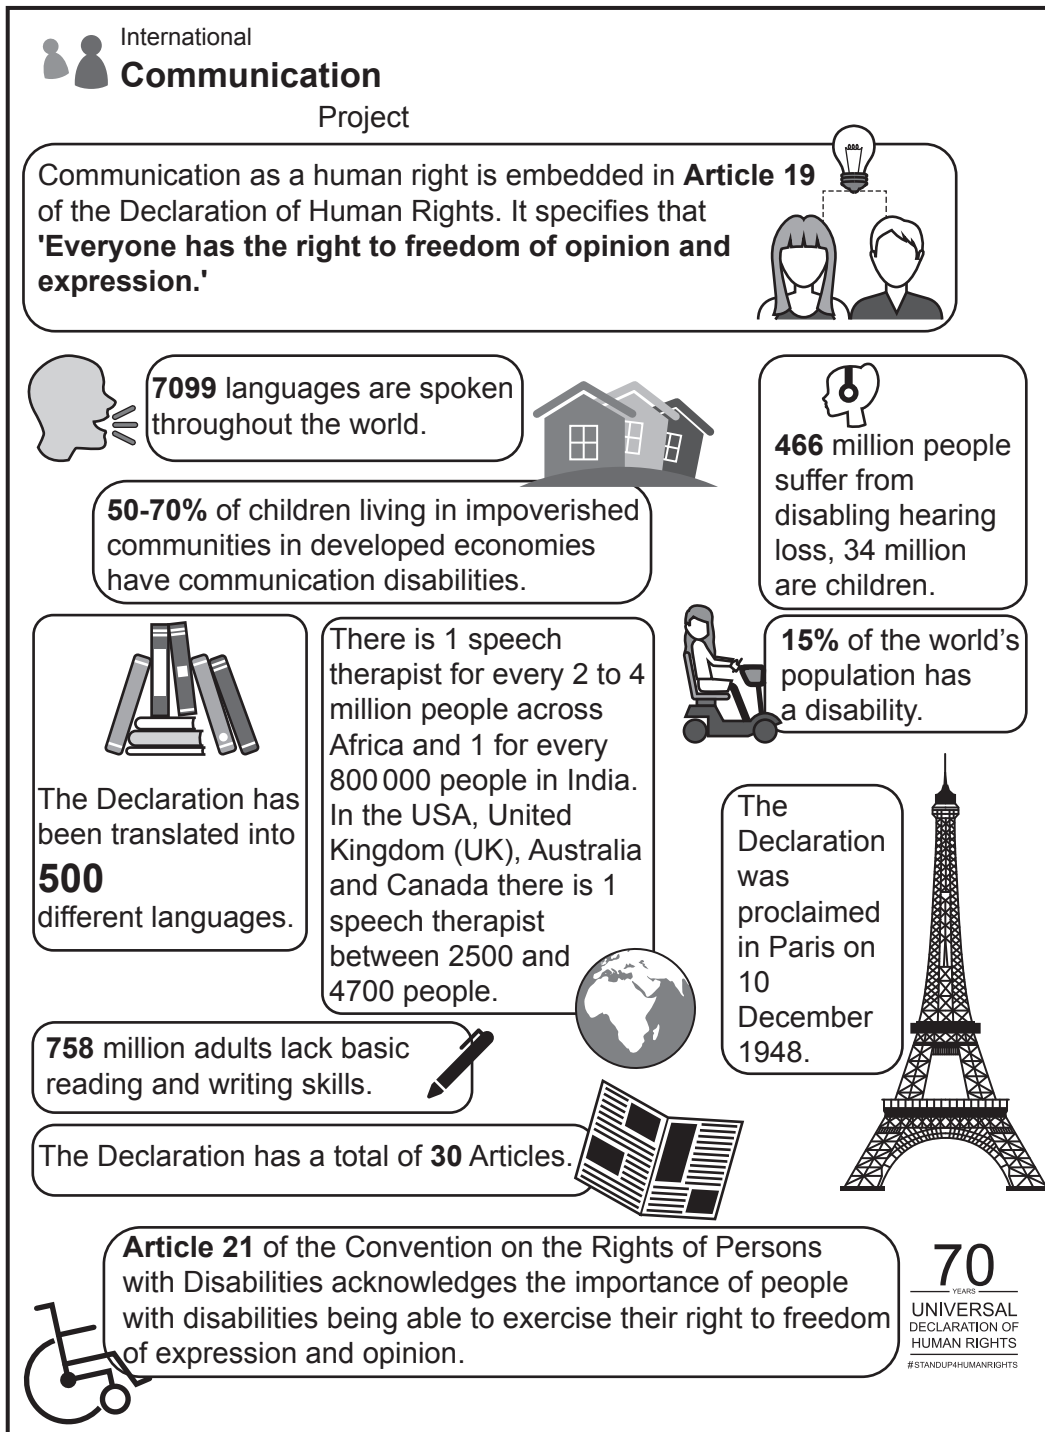 International
Communication
Project
Communication as a human right is embedded in Article 19
of the Declaration of Human Rights. It specifies that
'Everyone has the right to freedom of opinion and
expression.'
7099 languages are spoken
throughout the world.
466 million people
suffer from
disabling hearing
loss, 34 million
are children.
50-70% of children living in impoverished
communities in developed economies
have communication disabilities.
15% of the world's
population has
a disability.
The Declaration has
been translated into
500
different languages.
There is 1 speech
therapist for every 2 to 4
million people across
Africa and 1 for every
800 000 people in India.
In the USA, United
Kingdom (UK), Australia
and Canada there is 1
speech therapist
between 2500 and
4700 people.
The
Declaration
was
proclaimed
in Paris on
10
December
1948.
758 million adults lack basic
reading and writing skills.
The Declaration has a total of 30 Articles.
Article 21 of the Convention on the Rights of Persons
with Disabilities acknowledges the importance of people
with disabilities being able to exercise their right to freedom
of expression and opinion.
70
YEARS
UNIVERSAL
DECLARATION OF
HUMAN RIGHTS
#STANDUP4HUMANRIGHTS